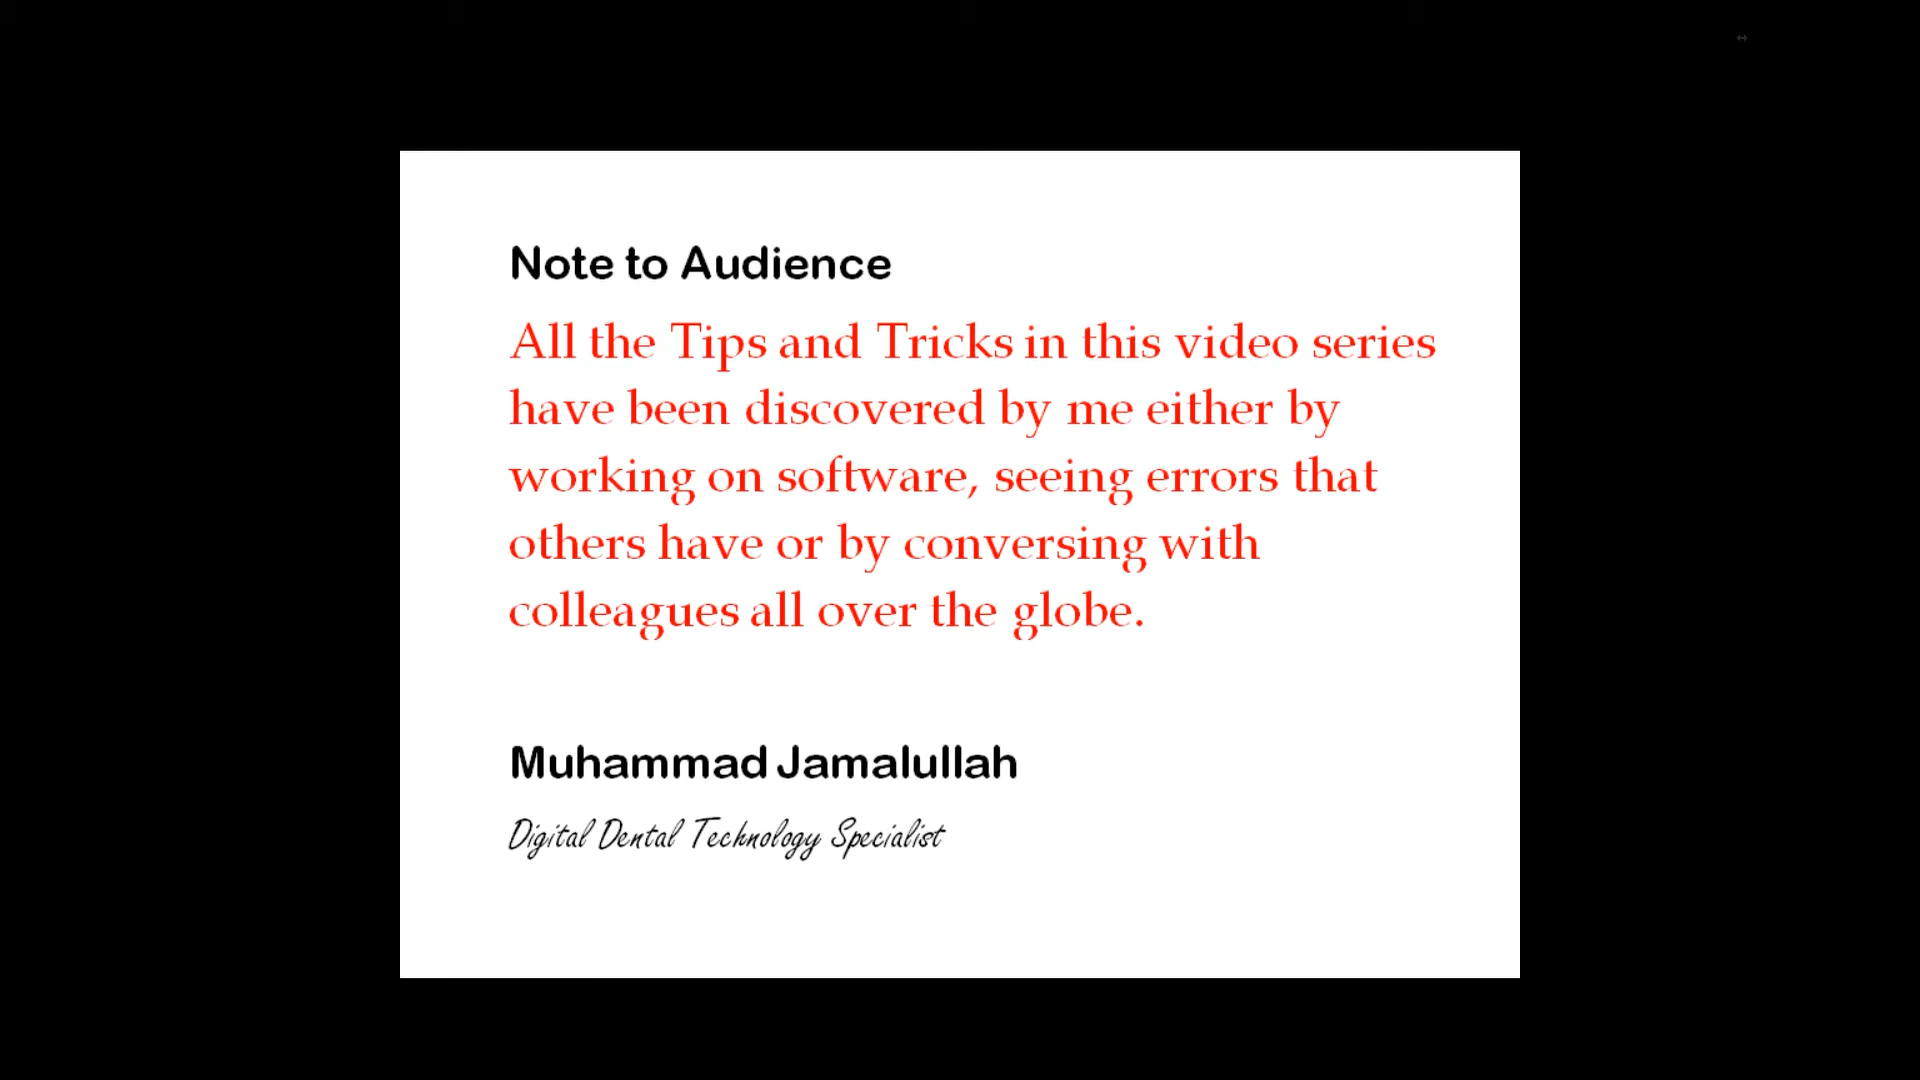 Note to Audience
All the Tips and Tricks in this video series
have been discovered by me either by
working on software, seeing errors that
others have or by conversing with
colleagues all over the globe.
Muhammad Jamalullah
Digital Dental Technology Specialist